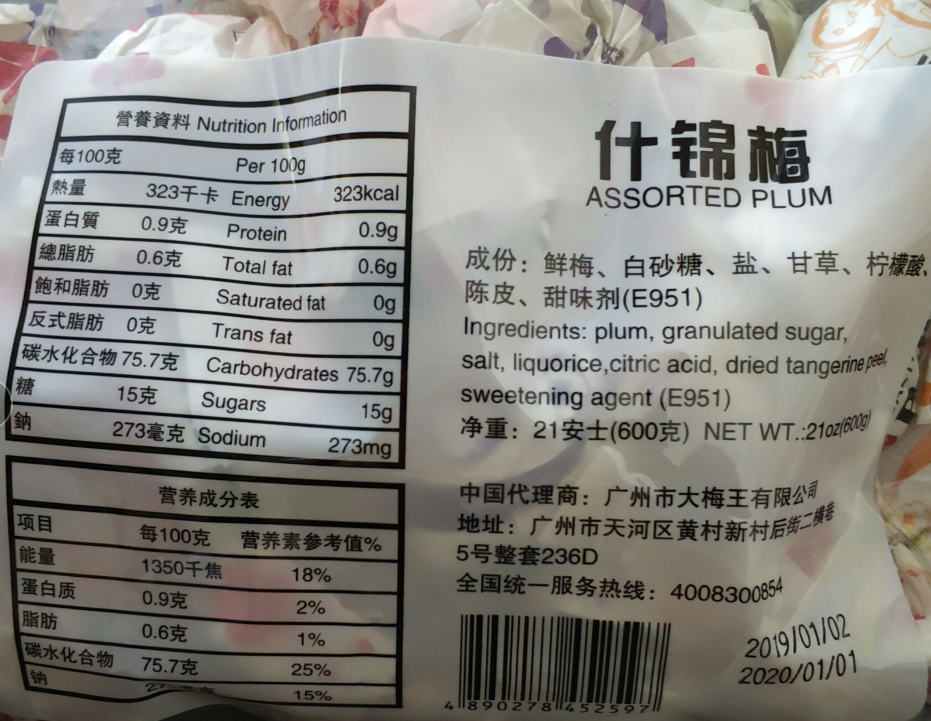 營養資料 Nutrition Information
每100克 Per 100g
熱量 323千卡 Energy 323kcal
蛋白質 0.9克 Protein 0.9g
總脂肪 0.6克 Total fat 0.6g
飽和脂肪 0克 Saturated fat 0g
反式脂肪 0克 Trans fat 0g
碳水化合物 75.7克 Carbohydrates 75.7g
糖 15克 Sugars 15g
鈉 273毫克 Sodium 273mg
营养成分表
项目 每100克 营养素参考值%
能量 1350千焦 18%
蛋白质 0.9克 2%
脂肪 0.6克 1%
碳水化合物 75.7克 25%
钠 15%
什锦梅
ASSORTED PLUM
成份：鲜梅、白砂糖、盐、甘草、柠檬酸、
陈皮、甜味剂(E951)
Ingredients: plum, granulated sugar,
salt, liquorice,citric acid, dried tangerine peel,
sweetening agent (E951)
净重：21安士(600克) NET WT.:21oz(600g)
中国代理商：广州市大梅王有限公司
地址：广州市天河区黄村新村后街二横巷
5号整套236D
全国统一服务热线：4008300854
2019/01/02
2020/01/01
4 890278 452597